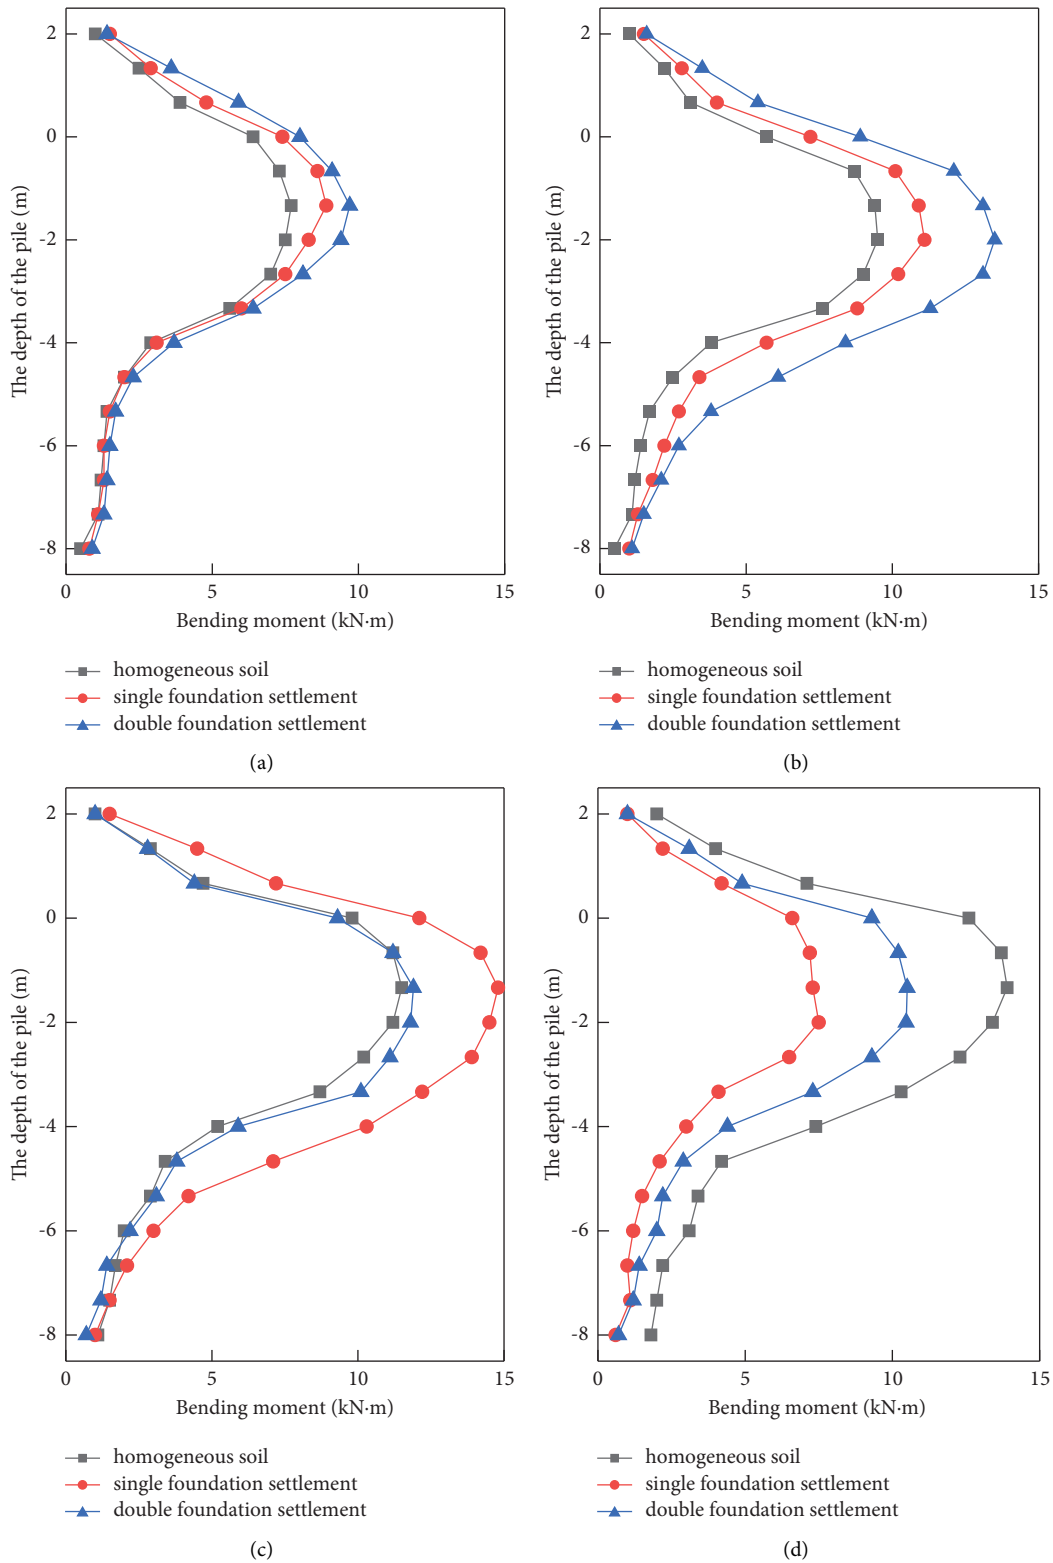 2
0
-2
-4
-6
-8
The depth of the pile (m)
0 5 10 15
Bending moment (kN·m)
homogeneous soil
single foundation settlement
double foundation settlement
(a)
2
0
-2
-4
-6
-8
The depth of the pile (m)
0 5 10 15
Bending moment (kN·m)
homogeneous soil
single foundation settlement
double foundation settlement
(b)
2
0
-2
-4
-6
-8
The depth of the pile (m)
0 5 10 15
Bending moment (kN·m)
homogeneous soil
single foundation settlement
double foundation settlement
(c)
2
0
-2
-4
-6
-8
The depth of the pile (m)
0 5 10 15
Bending moment (kN·m)
homogeneous soil
single foundation settlement
double foundation settlement
(d)